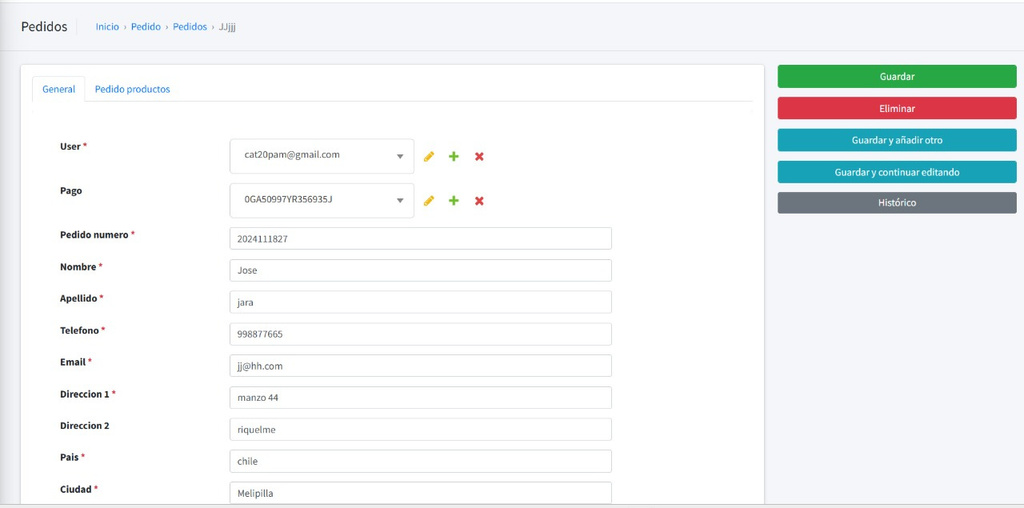 Pedidos
Inicio › Pedido › Pedidos › JJjjj
General
Pedido productos
User *
cat20pam@gmail.com
Pago
0GA50997YR356935J
Pedido numero *
2024111827
Nombre *
Jose
Apellido *
jara
Telefono *
998877665
Email *
jj@hh.com
Direccion 1 *
manzo 44
Direccion 2
riquelme
Pais *
chile
Ciudad *
Melipilla
Guardar
Eliminar
Guardar y añadir otro
Guardar y continuar editando
Histórico